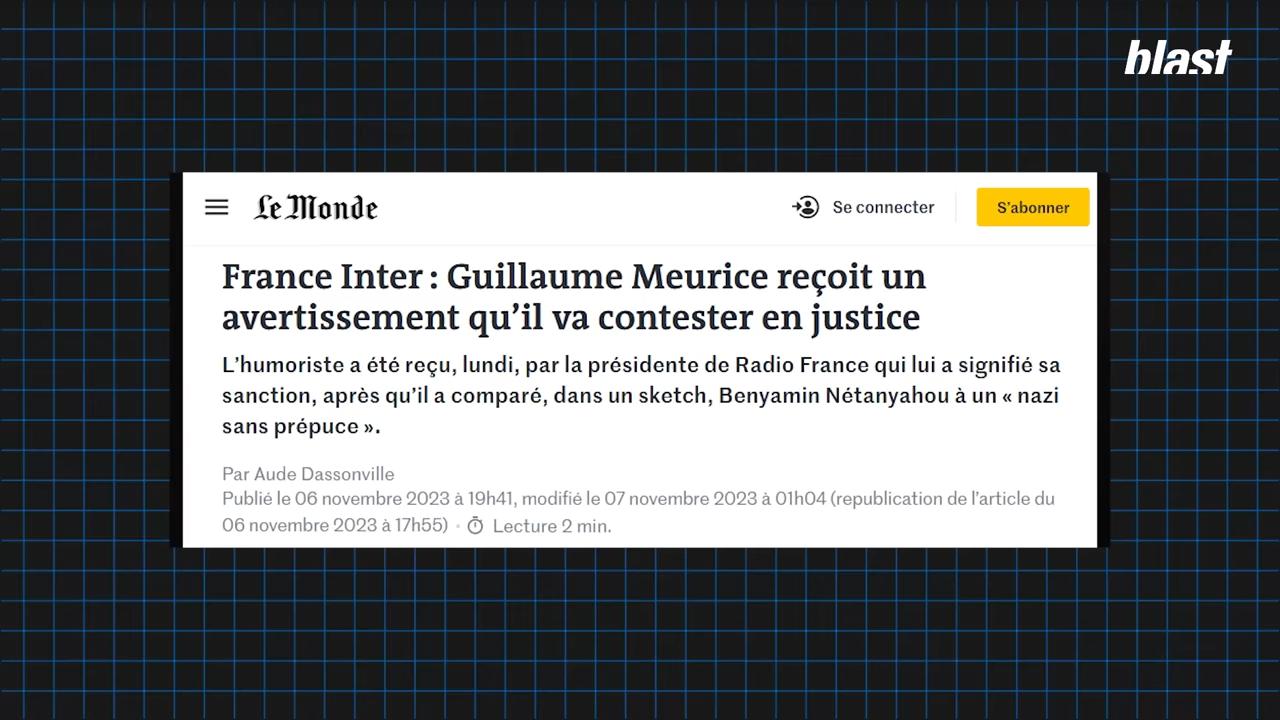 blast
Le Monde
Se connecter
S’abonner
France Inter : Guillaume Meurice reçoit un
avertissement qu’il va contester en justice
L’humoriste a été reçu, lundi, par la présidente de Radio France qui lui a signifié sa
sanction, après qu’il a comparé, dans un sketch, Benyamin Nétanyahou à un « nazi
sans prépuce ».
Par Aude Dassonville
Publié le 06 novembre 2023 à 19h41, modifié le 07 novembre 2023 à 01h04 (republication de l’article du
06 novembre 2023 à 17h55) • Lecture 2 min.